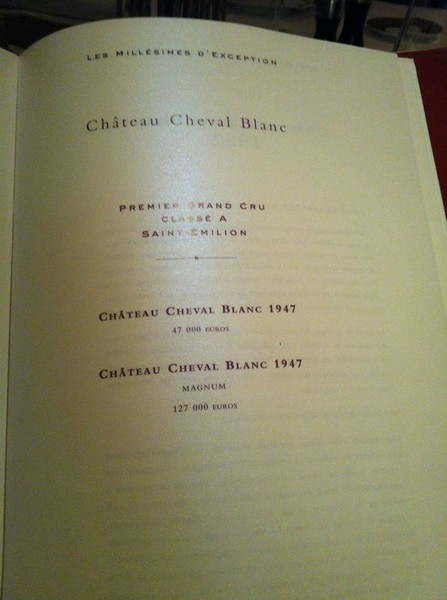 LES MILLÉSIMES D'EXCEPTION
Château Cheval Blanc
PREMIER GRAND CRU
CLASSÉ A
SAINT-ÉMILION
CHÂTEAU CHEVAL BLANC 1947
47 000 EUROS
CHÂTEAU CHEVAL BLANC 1947
MAGNUM
127 000 EUROS